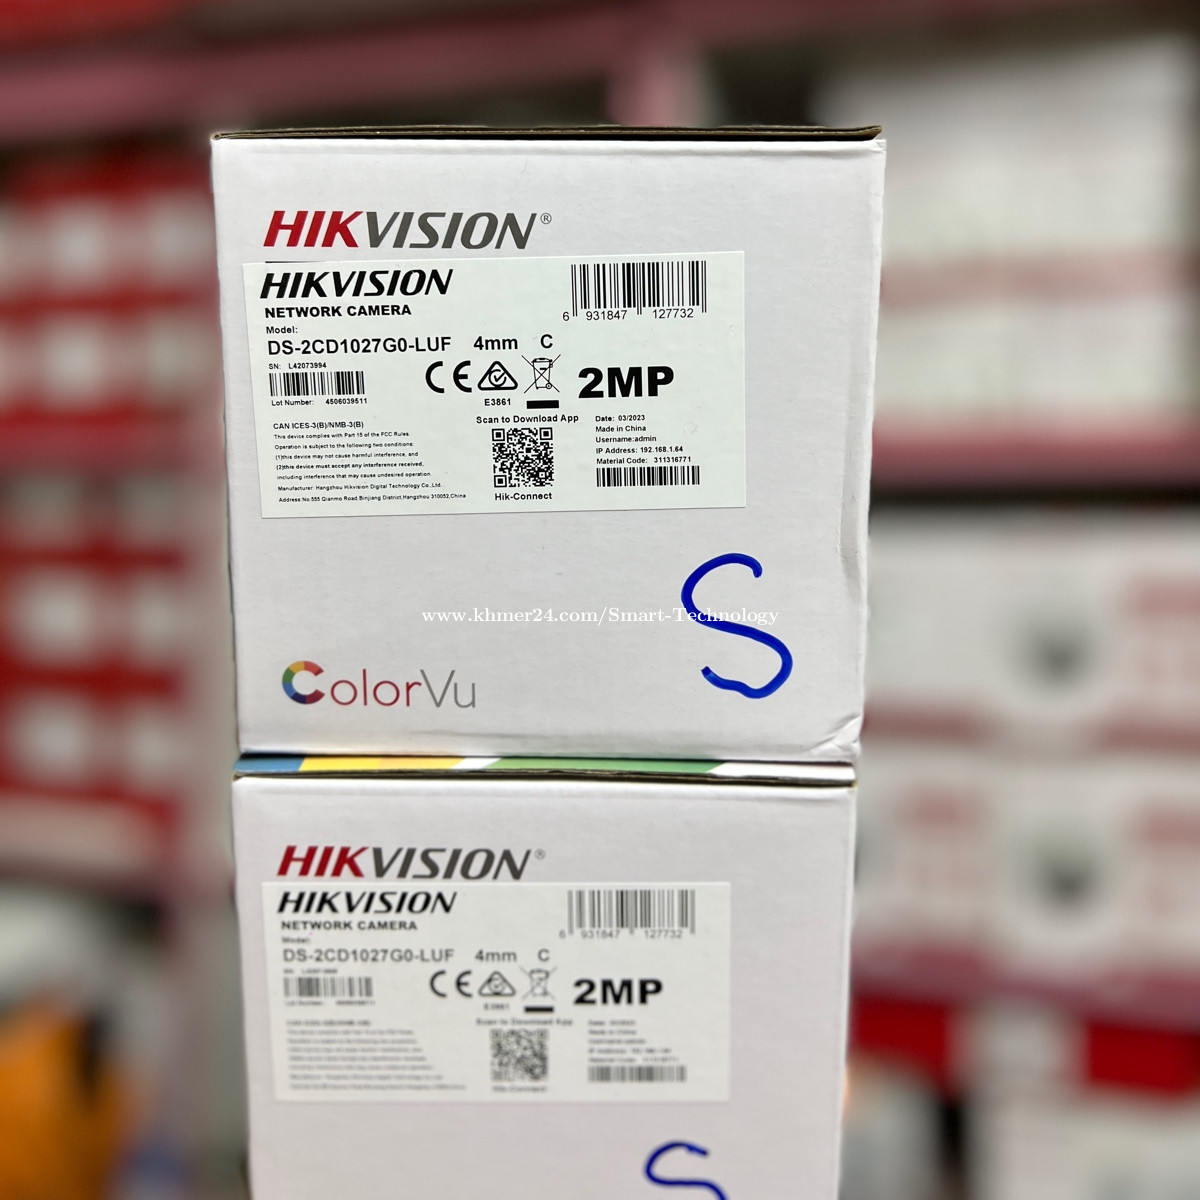 HIKVISION®
HIKVISION
NETWORK CAMERA
6 931847 127732
Model:
DS-2CD1027G0-LUF 4mm C
SN: L42073994
Lot Number: 4506039511
CE
E3861
2MP
CAN ICES-3(B)/NMB-3(B)
This device complies with Part 15 of the FCC Rules.
Operation is subject to the following two conditions:
(1)this device may not cause harmful interference, and
(2)this device must accept any interference received,
including interference that may cause undesired operation.
Manufacturer: Hangzhou Hikvision Digital Technology Co.,Ltd.
Address:No.555 Qianmo Road,Binjiang District,Hangzhou 310052,China
Scan to Download App
Hik-Connect
Date: 03/2023
Made in China
Username:admin
IP Address: 192.168.1.64
Material Code: 311316771
S
www.khmer24.com/Smart-Technology
ColorVu
HIKVISION®
HIKVISION
NETWORK CAMERA
6 931847 127732
Model:
DS-2CD1027G0-LUF 4mm C
CE
2MP
Scan to Download App
Hik-Connect
S